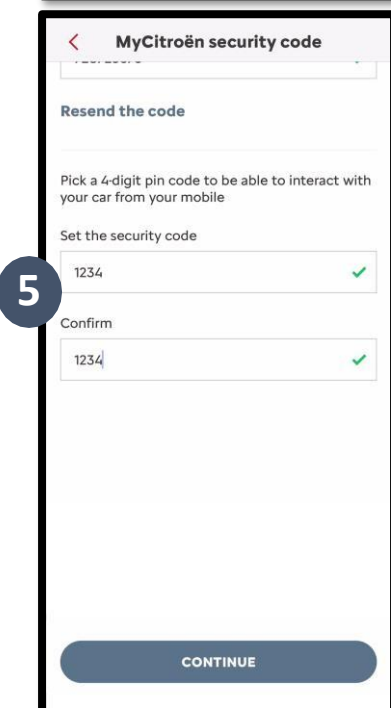 MyCitroën security code
Resend the code
Pick a 4-digit pin code to be able to interact with
your car from your mobile
Set the security code
1234
5
Confirm
1234
CONTINUE